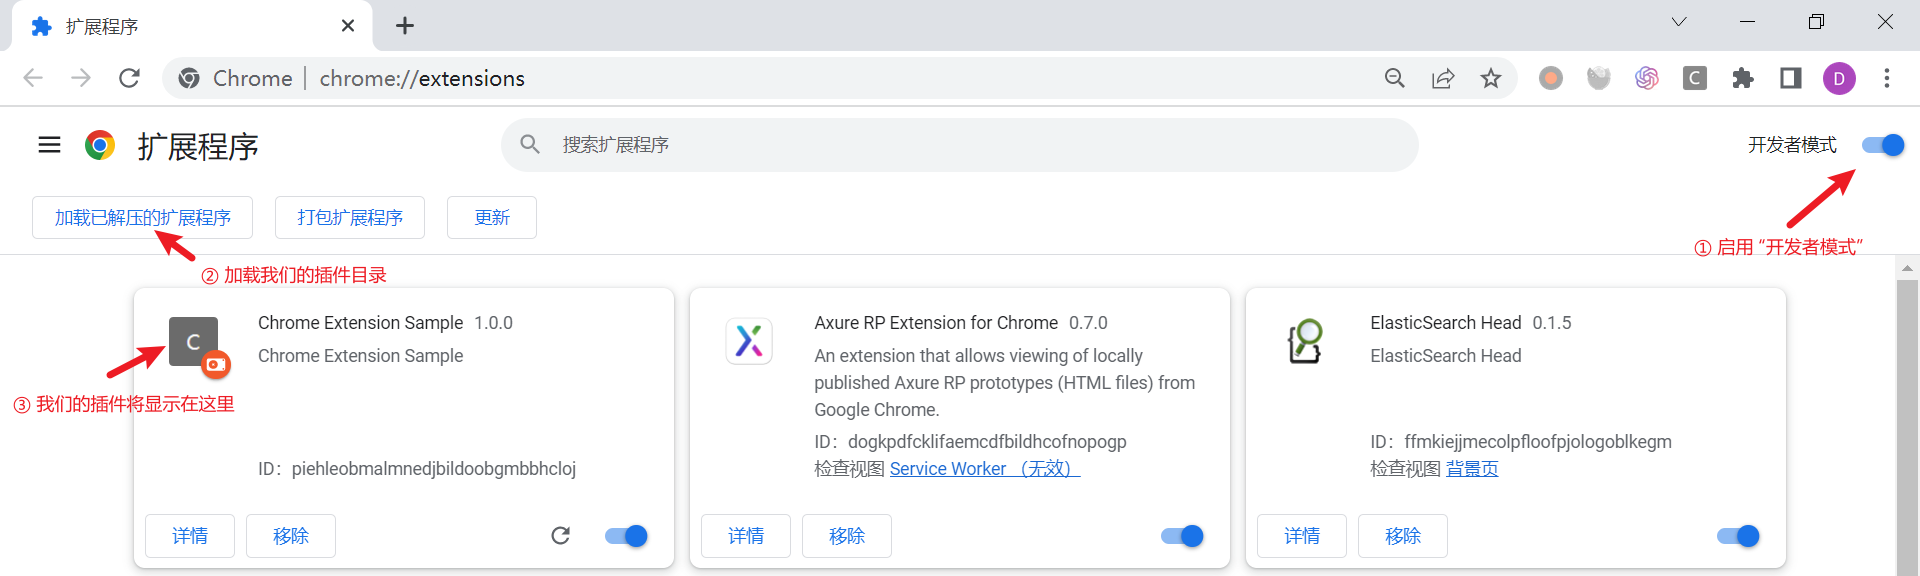 扩展程序
Chrome
chrome://extensions
C
D
扩展程序
搜索扩展程序
开发者模式
加载已解压的扩展程序
打包扩展程序
更新
① 启用 “开发者模式”
② 加载我们的插件目录
C
Chrome Extension Sample 1.0.0
Chrome Extension Sample
③ 我们的插件将显示在这里
ID：piehleobmalmnedjbildoobgmbbhcloj
详情
移除
Axure RP Extension for Chrome 0.7.0
An extension that allows viewing of locally
published Axure RP prototypes (HTML files) from
Google Chrome.
ID：dogkpdfcklifaemcdfbildhcofnopogp
检查视图 Service Worker （无效）
详情
移除
ElasticSearch Head 0.1.5
ElasticSearch Head
ID：ffmkiejjmecolpfloofpjologoblkegm
检查视图 背景页
详情
移除